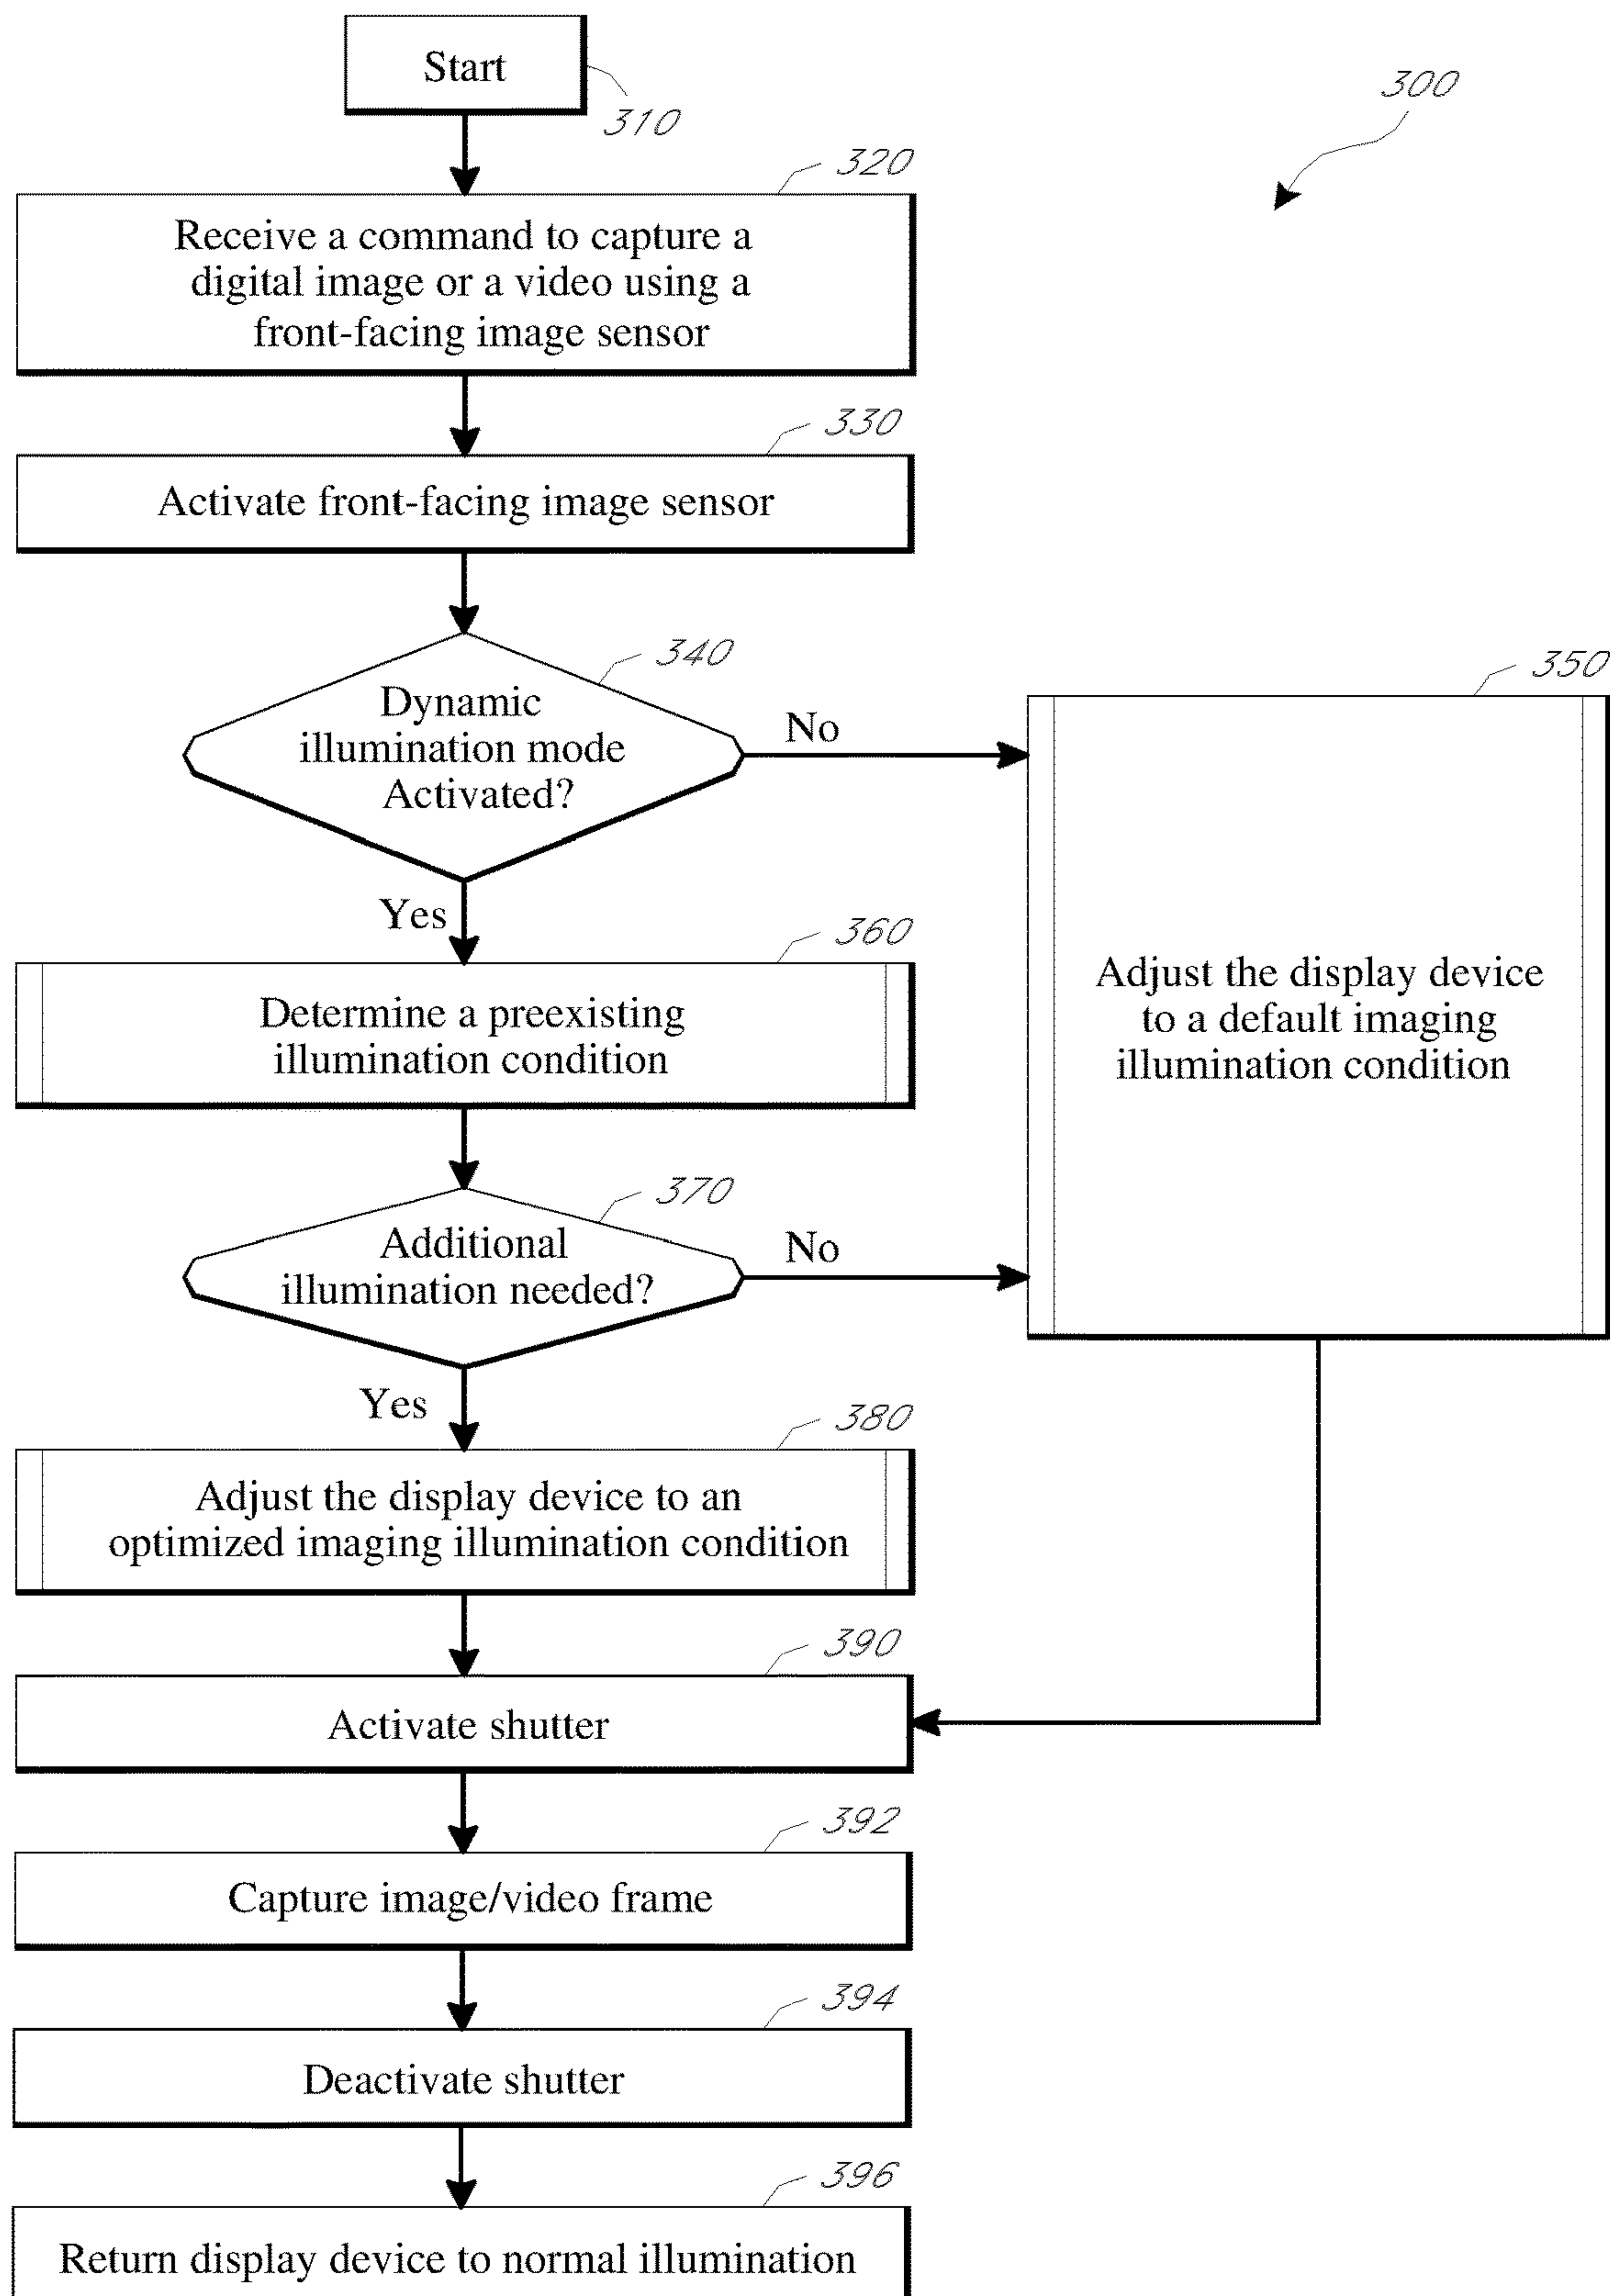 Start
310
300
320
Receive a command to capture a
digital image or a video using a
front-facing image sensor
330
Activate front-facing image sensor
340
Dynamic
illumination mode
Activated?
No
Yes
350
Adjust the display device
to a default imaging
illumination condition
360
Determine a preexisting
illumination condition
370
Additional
illumination needed?
No
Yes
380
Adjust the display device to an
optimized imaging illumination condition
390
Activate shutter
392
Capture image/video frame
394
Deactivate shutter
396
Return display device to normal illumination